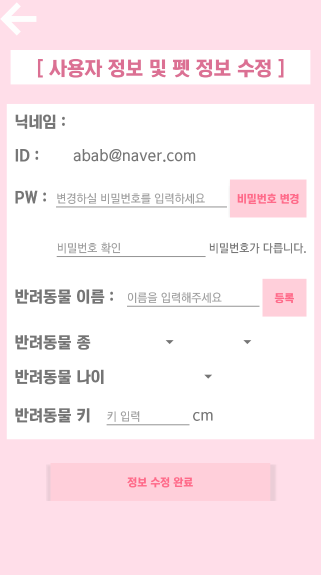 [ 사용자 정보 및 펫 정보 수정 ]
닉네임 :
ID : abab@naver.com
PW : 변경하실 비밀번호를 입력하세요 비밀번호 변경
비밀번호 확인 비밀번호가 다릅니다.
반려동물 이름 : 이름을 입력해주세요 등록
반려동물 종
반려동물 나이
반려동물 키 키 입력 cm
정보 수정 완료